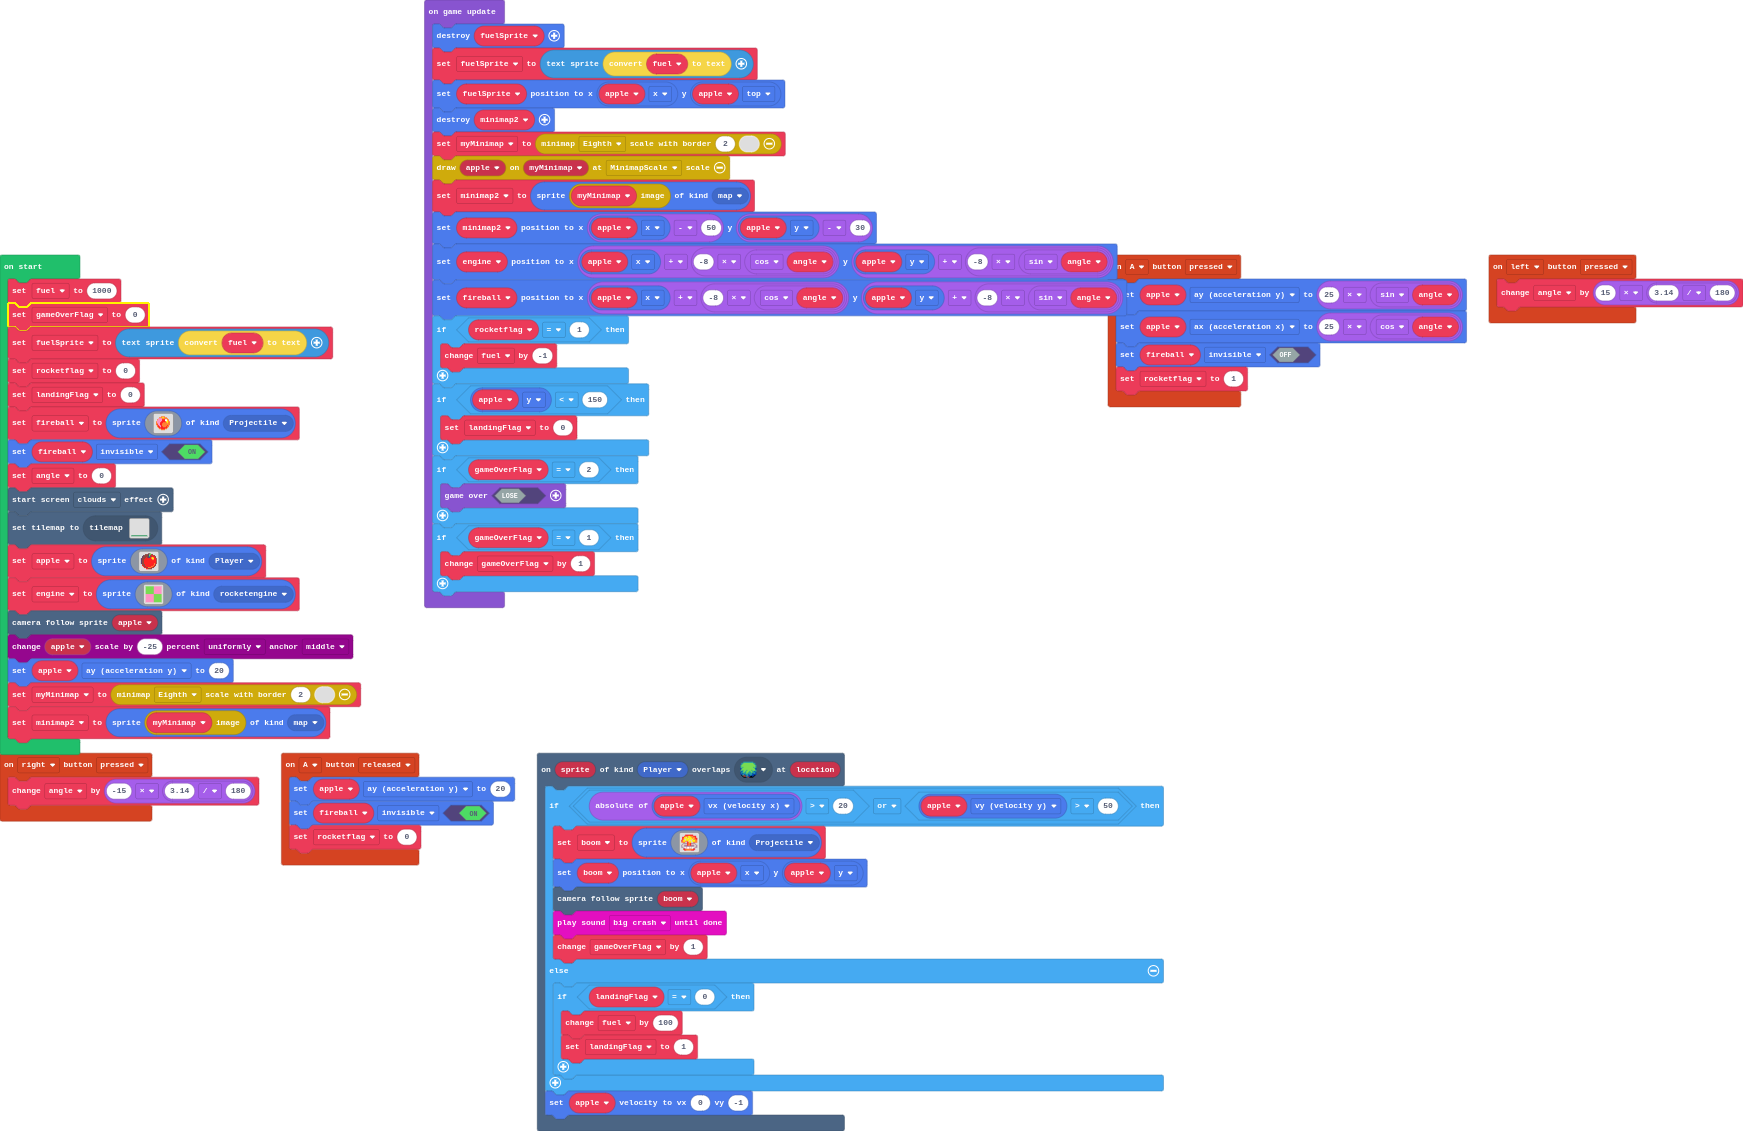 on game update
destroy fuelSprite
set fuelSprite to text sprite convert fuel to text
set fuelSprite position to x apple x y apple top
destroy minimap2
set myMinimap to minimap Eighth scale with border 2
draw apple on myMinimap at MinimapScale scale
set minimap2 to sprite myMinimap image of kind map
set minimap2 position to x apple x - 50 y apple y - 30
set engine position to x apple x + -8 × cos angle y apple y + -8 × sin angle
set fireball position to x apple x + -8 × cos angle y apple y + -8 × sin angle
if rocketflag = 1 then
change fuel by -1
if apple y < 150 then
set landingFlag to 0
if gameOverFlag = 2 then
game over LOSE
if gameOverFlag = 1 then
change gameOverFlag by 1
on start
set fuel to 1000
set gameOverFlag to 0
set fuelSprite to text sprite convert fuel to text
set rocketflag to 0
set landingFlag to 0
set fireball to sprite of kind Projectile
set fireball invisible ON
set angle to 0
start screen clouds effect
set tilemap to tilemap
set apple to sprite of kind Player
set engine to sprite of kind rocketengine
camera follow sprite apple
change apple scale by -25 percent uniformly anchor middle
set apple ay (acceleration y) to 20
set myMinimap to minimap Eighth scale with border 2
set minimap2 to sprite myMinimap image of kind map
A button pressed
apple ay (acceleration y) to 25 × sin angle
set apple ax (acceleration x) to 25 × cos angle
set fireball invisible OFF
set rocketflag to 1
on left button pressed
change angle by 15 × 3.14 / 180
on right button pressed
change angle by -15 × 3.14 / 180
on A button released
set apple ay (acceleration y) to 20
set fireball invisible ON
set rocketflag to 0
on sprite of kind Player overlaps at location
if absolute of apple vx (velocity x) > 20 or apple vy (velocity y) > 50 then
set boom to sprite of kind Projectile
set boom position to x apple x y apple y
camera follow sprite boom
play sound big crash until done
change gameOverFlag by 1
else
if landingFlag = 0 then
change fuel by 100
set landingFlag to 1
set apple velocity to vx 0 vy -1